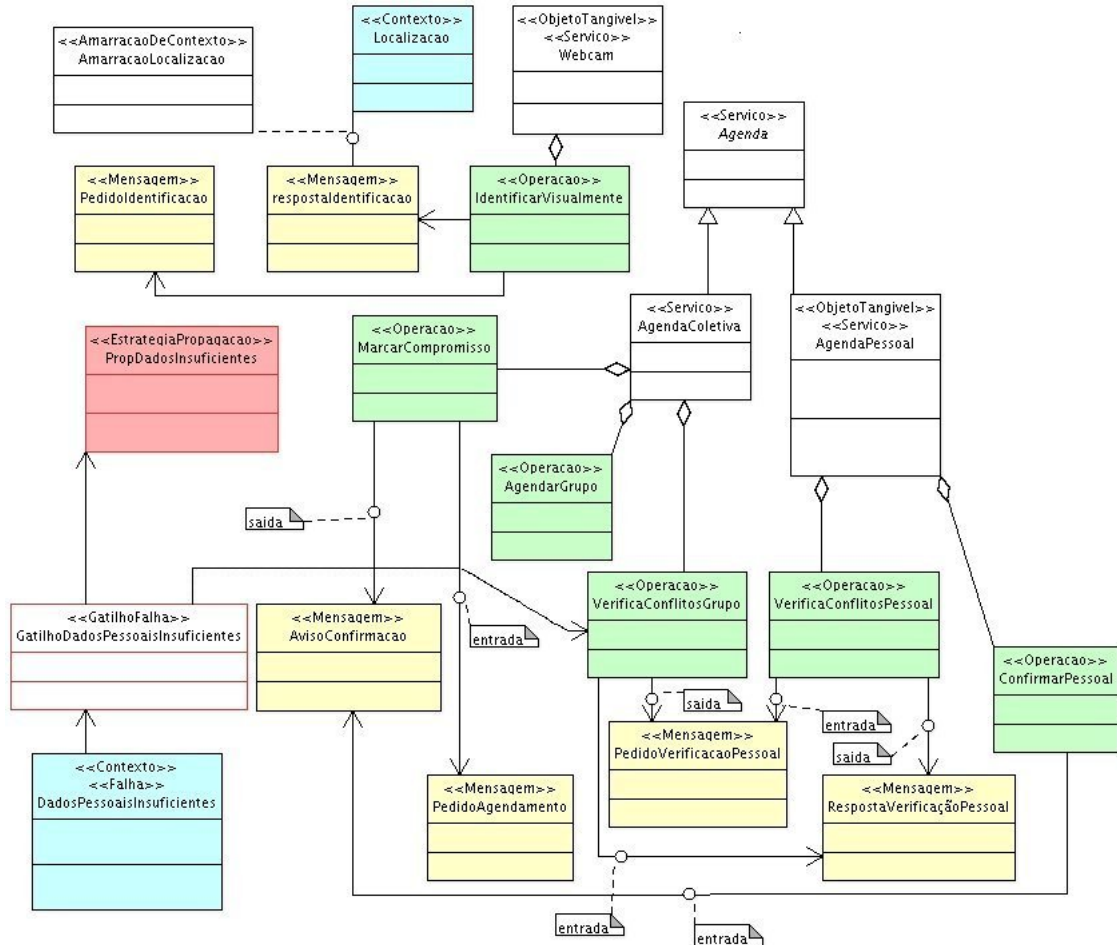 <<Contexto>>
Localizacao
<<ObjetoTangivel>>
<<Servico>>
Webcam
<<AmarracaoDeContexto>>
AmarracaoLocalizacao
<<Servico>>
Agenda
<<Mensagem>>
PedidoIdentificacao
<<Mensagem>>
respostaIdentificacao
<<Operacao>>
IdentificarVisualmente
<<Servico>>
AgendaColetiva
<<ObjetoTangivel>>
<<Servico>>
AgendaPessoal
<<EstrategiaPropagacao>>
PropDadosInsuficientes
<<Operacao>>
MarcarCompromisso
<<Operacao>>
AgendarGrupo
saida
<<GatilhoFalha>>
GatilhoDadosPessoaisInsuficientes
<<Mensagem>>
AvisoConfirmacao
entrada
<<Operacao>>
VerificaConflitosGrupo
<<Operacao>>
VerificaConflitosPessoal
<<Operacao>>
ConfirmarPessoal
saida
entrada
saida
<<Mensagem>>
PedidoVerificacaoPessoal
<<Contexto>>
<<Falha>>
DadosPessoaisInsuficientes
<<Mensagem>>
PedidoAgendamento
<<Mensagem>>
RespostaVerificaçãoPessoal
entrada
entrada